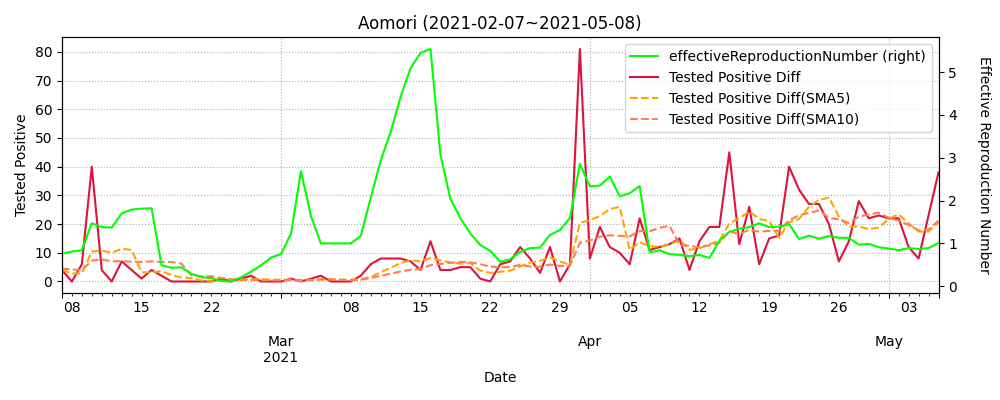 Aomori (2021-02-07~2021-05-08)
effectiveReproductionNumber (right)
Tested Positive Diff
Tested Positive Diff(SMA5)
Tested Positive Diff(SMA10)
Tested Positive
80
70
60
50
40
30
20
10
0
Effective Reproduction Number
5
4
3
2
1
0
08 15 22 08 15 22 29 05 12 19 26 03
Mar Apr May
2021
Date